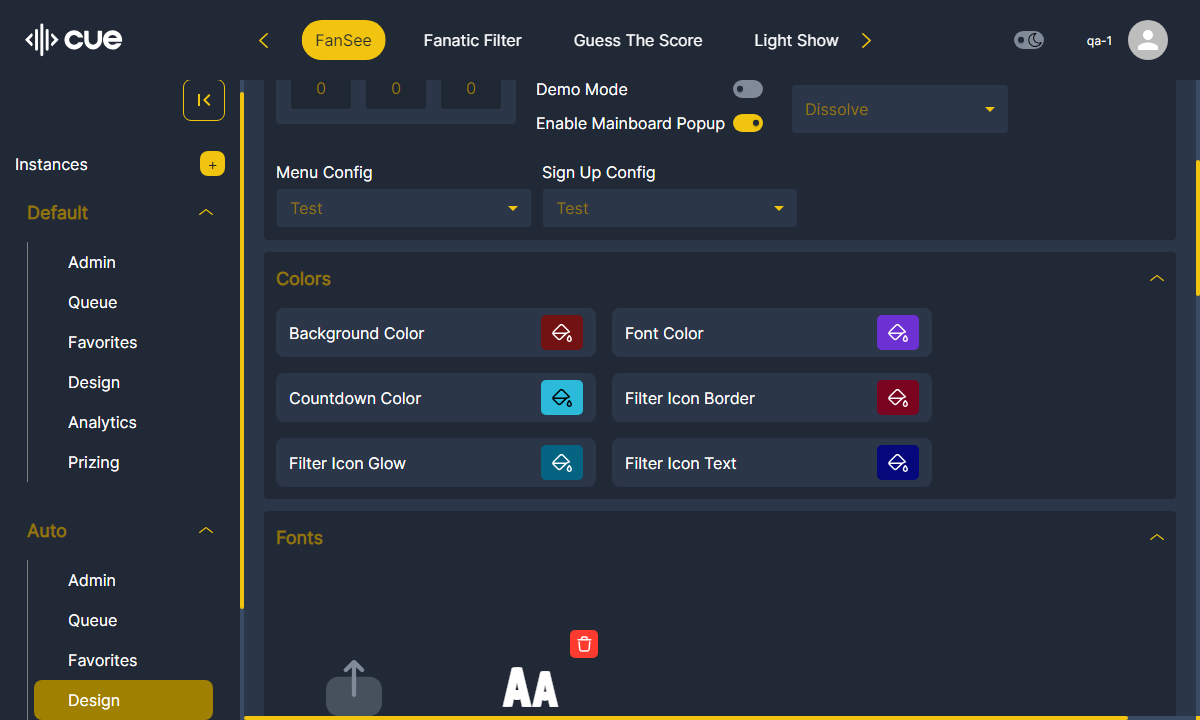 CUE
FanSee
Fanatic Filter
Guess The Score
Light Show
qa-1
Instances
+
Default
Admin
Queue
Favorites
Design
Analytics
Prizing
Auto
Admin
Queue
Favorites
Design
0 0 0
Demo Mode
Enable Mainboard Popup
Dissolve
Menu Config
Test
Sign Up Config
Test
Colors
Background Color
Font Color
Countdown Color
Filter Icon Border
Filter Icon Glow
Filter Icon Text
Fonts
AA